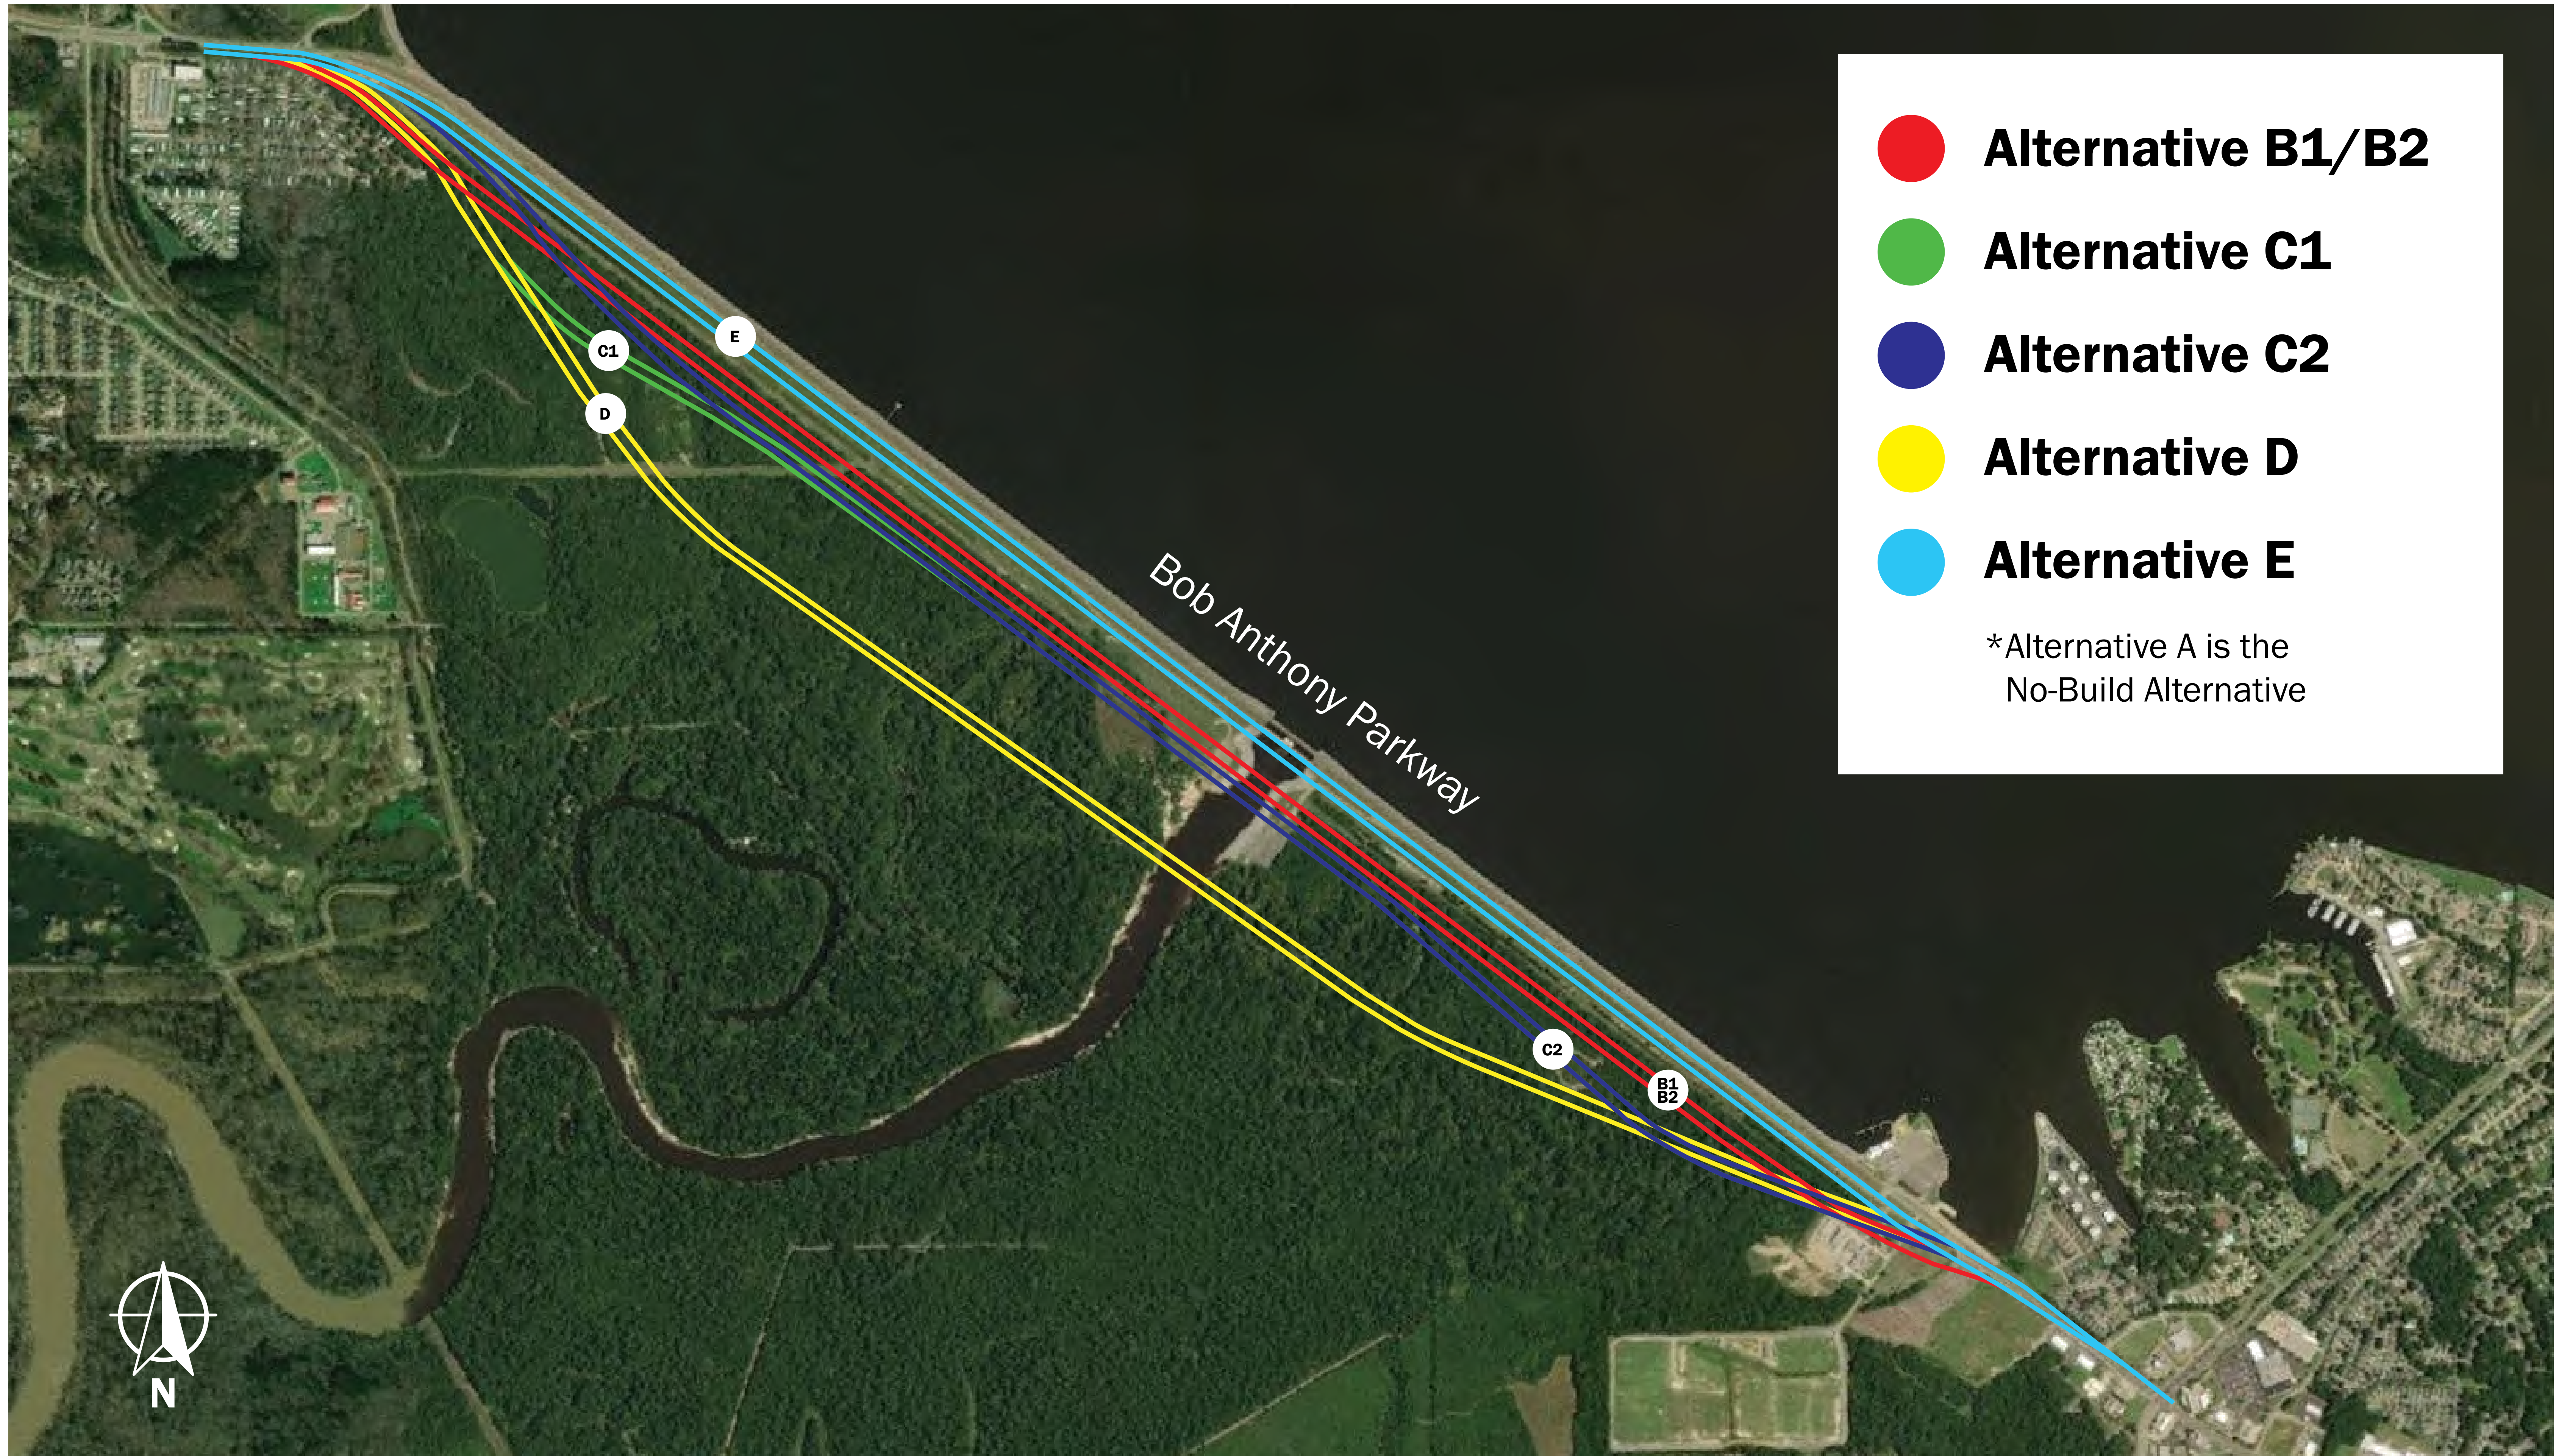 Alternative B1/B2
Alternative C1
Alternative C2
Alternative D
Alternative E
*Alternative A is the
No-Build Alternative
E
C1
D
Bob Anthony Parkway
C2
B1
B2
N